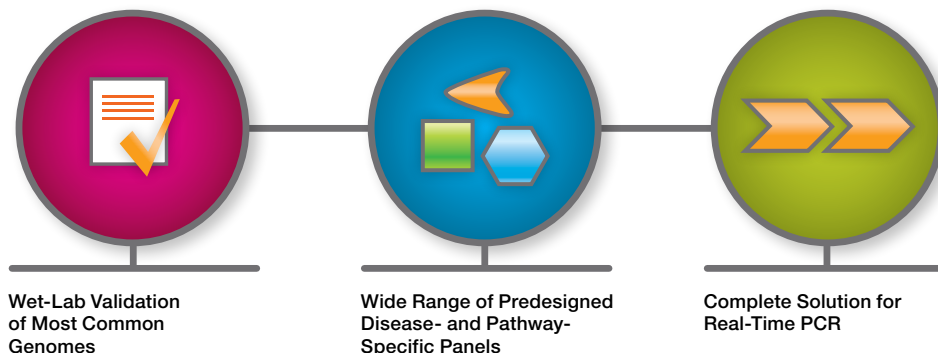 Wet-Lab Validation
of Most Common
Genomes
Wide Range of Predesigned
Disease- and Pathway-
Specific Panels
Complete Solution for
Real-Time PCR